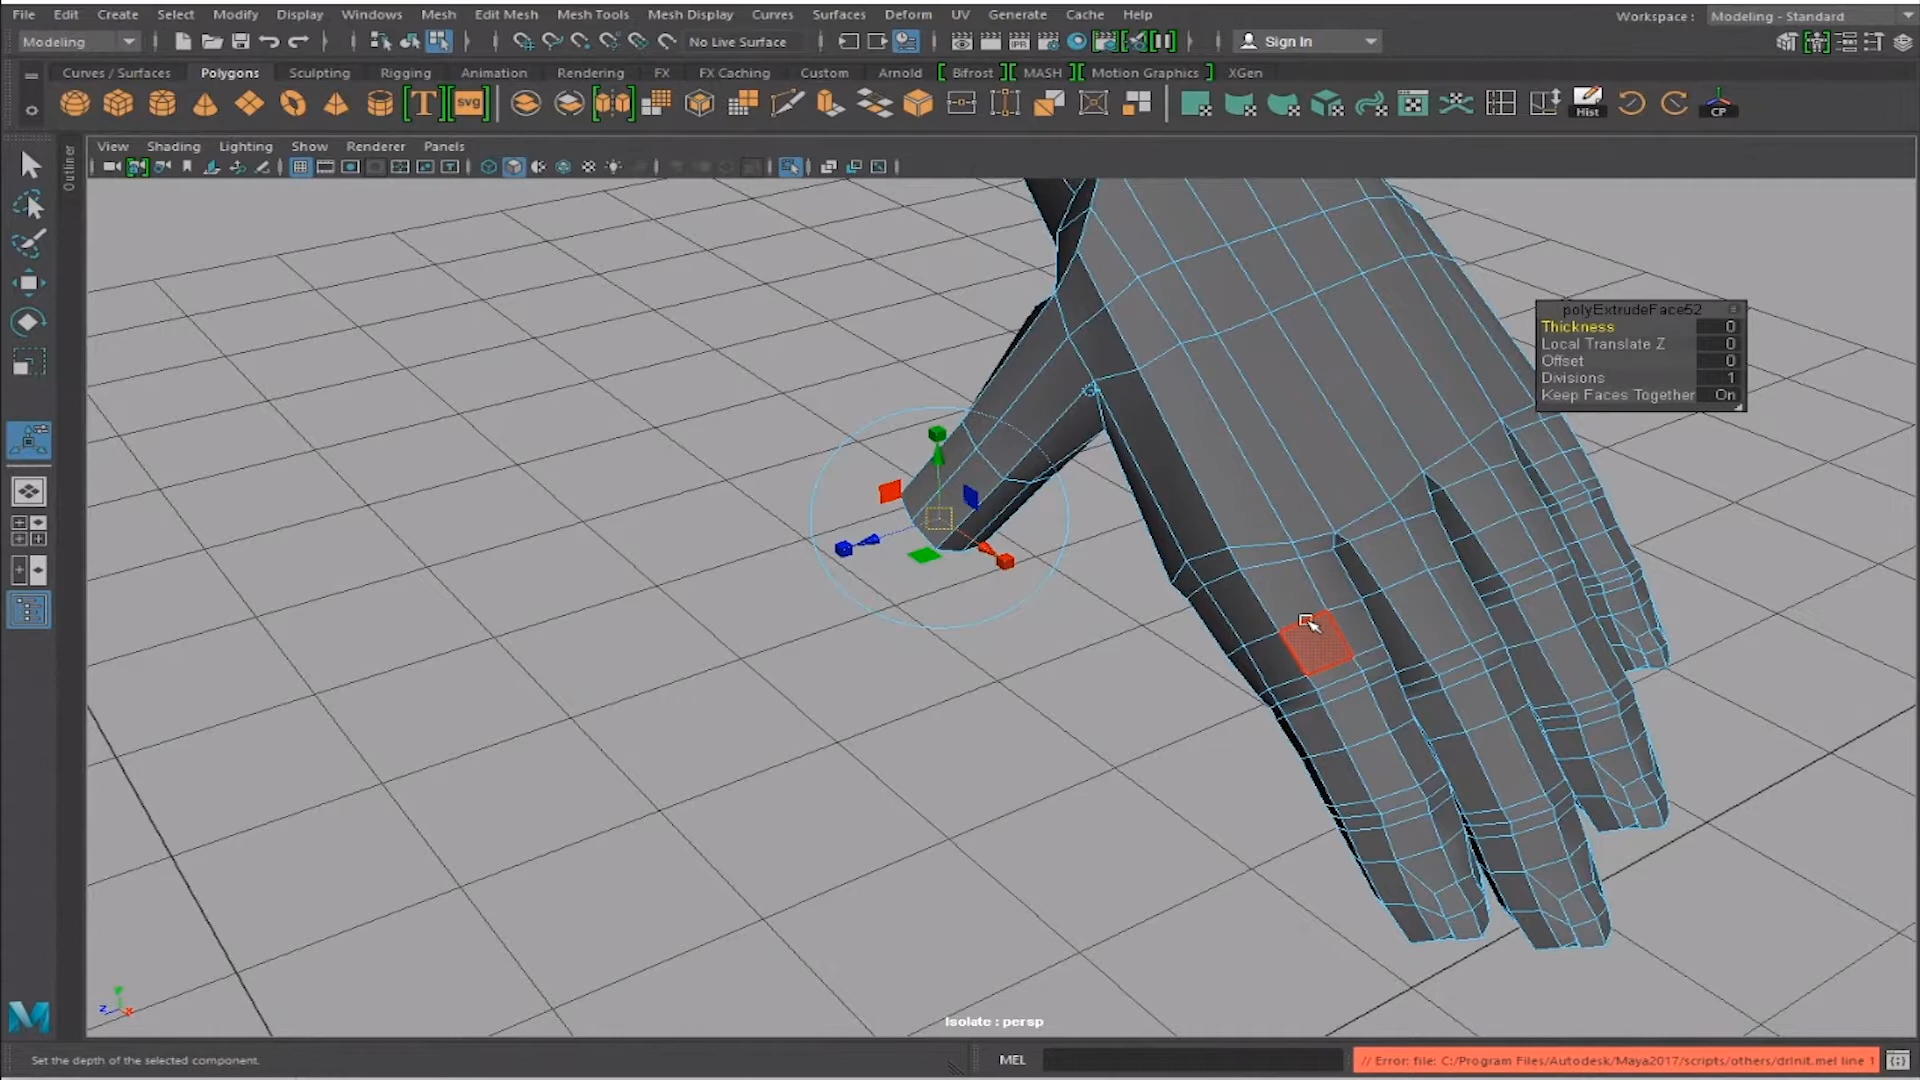 File Edit Create Select Modify Display Windows Mesh Edit Mesh Mesh Tools Mesh Display Curves Surfaces Deform UV Generate Cache Help Workspace : Modeling - Standard
Modeling No Live Surface IPR Sign In
Curves / Surfaces Polygons Sculpting Rigging Animation Rendering FX FX Caching Custom Arnold Bifrost MASH Motion Graphics XGen
T svg Hist CP
View Shading Lighting Show Renderer Panels
Outliner
polyExtrudeFace52
Thickness 0
Local Translate Z 0
Offset 0
Divisions 1
Keep Faces Together On
z x
Isolate : persp
M
Set the depth of the selected component. MEL // Error: file: C:/Program Files/Autodesk/Maya2017/scripts/others/drInit.mel line 1